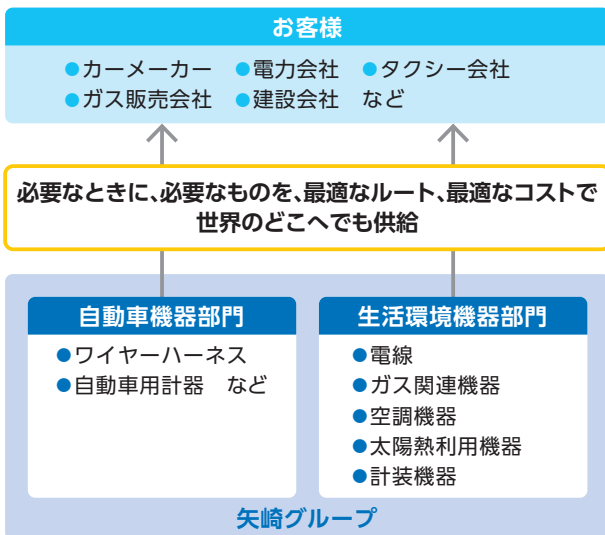 お客様
●カーメーカー ●電力会社 ●タクシー会社
●ガス販売会社 ●建設会社 など
必要なときに、必要なものを、最適なルート、最適なコストで
世界のどこへでも供給
自動車機器部門
●ワイヤーハーネス
●自動車用計器 など
生活環境機器部門
●電線
●ガス関連機器
●空調機器
●太陽熱利用機器
●計装機器
矢崎グループ